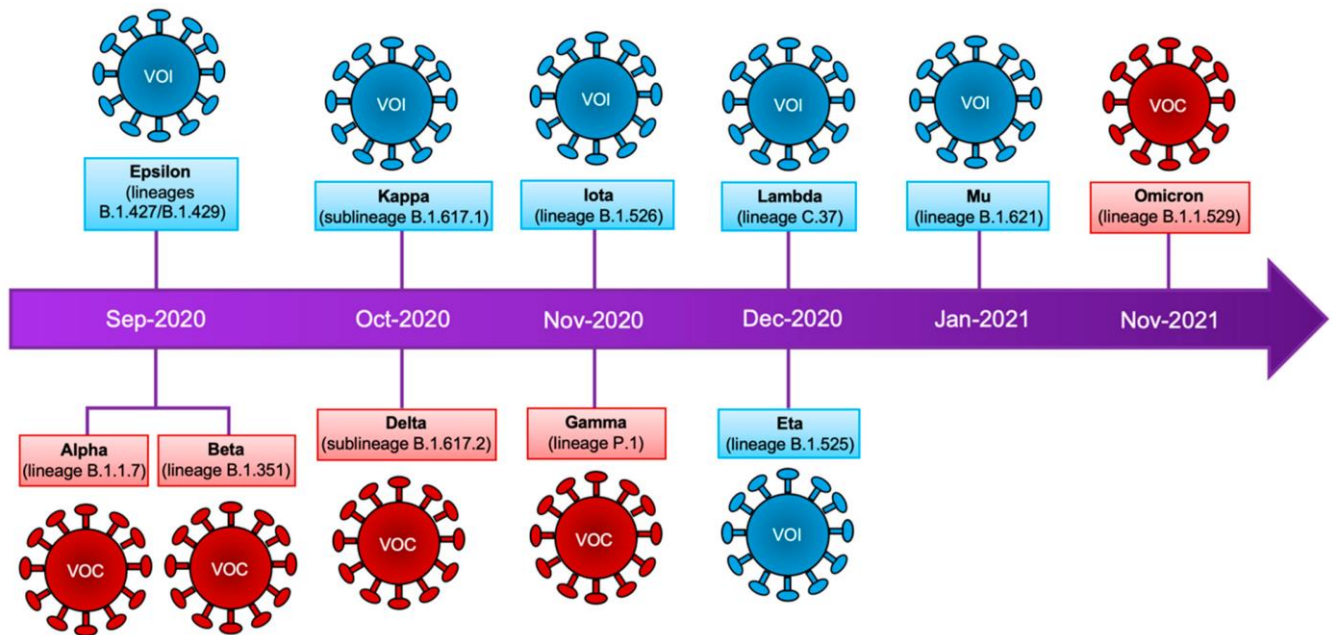 VOI
VOI
VOI
VOI
VOI
VOC
Epsilon
(lineages
B.1.427/B.1.429)
Kappa
(sublineage B.1.617.1)
Iota
(lineage B.1.526)
Lambda
(lineage C.37)
Mu
(lineage B.1.621)
Omicron
(lineage B.1.1.529)
Sep-2020
Oct-2020
Nov-2020
Dec-2020
Jan-2021
Nov-2021
Alpha
(lineage B.1.1.7)
Beta
(lineage B.1.351)
Delta
(sublineage B.1.617.2)
Gamma
(lineage P.1)
Eta
(lineage B.1.525)
VOC
VOC
VOC
VOC
VOI